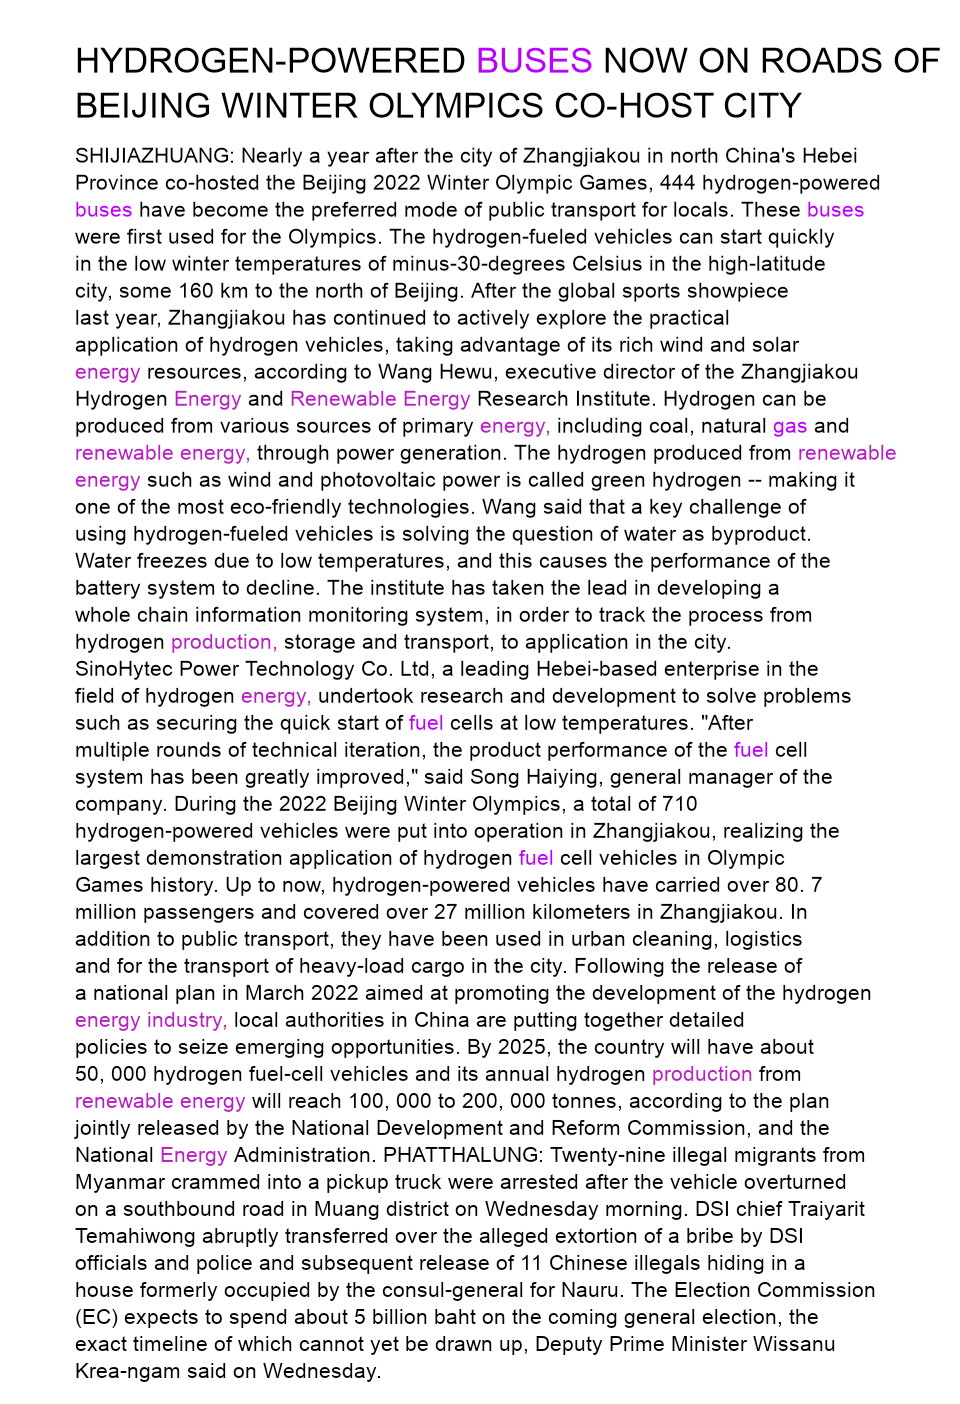 HYDROGEN-POWERED BUSES NOW ON ROADS OF
BEIJING WINTER OLYMPICS CO-HOST CITY
SHIJIAZHUANG: Nearly a year after the city of Zhangjiakou in north China's Hebei
Province co-hosted the Beijing 2022 Winter Olympic Games, 444 hydrogen-powered
buses have become the preferred mode of public transport for locals. These buses
were first used for the Olympics. The hydrogen-fueled vehicles can start quickly
in the low winter temperatures of minus-30-degrees Celsius in the high-latitude
city, some 160 km to the north of Beijing. After the global sports showpiece
last year, Zhangjiakou has continued to actively explore the practical
application of hydrogen vehicles, taking advantage of its rich wind and solar
energy resources, according to Wang Hewu, executive director of the Zhangjiakou
Hydrogen Energy and Renewable Energy Research Institute. Hydrogen can be
produced from various sources of primary energy, including coal, natural gas and
renewable energy, through power generation. The hydrogen produced from renewable
energy such as wind and photovoltaic power is called green hydrogen -- making it
one of the most eco-friendly technologies. Wang said that a key challenge of
using hydrogen-fueled vehicles is solving the question of water as byproduct.
Water freezes due to low temperatures, and this causes the performance of the
battery system to decline. The institute has taken the lead in developing a
whole chain information monitoring system, in order to track the process from
hydrogen production, storage and transport, to application in the city.
SinoHytec Power Technology Co. Ltd, a leading Hebei-based enterprise in the
field of hydrogen energy, undertook research and development to solve problems
such as securing the quick start of fuel cells at low temperatures. "After
multiple rounds of technical iteration, the product performance of the fuel cell
system has been greatly improved," said Song Haiying, general manager of the
company. During the 2022 Beijing Winter Olympics, a total of 710
hydrogen-powered vehicles were put into operation in Zhangjiakou, realizing the
largest demonstration application of hydrogen fuel cell vehicles in Olympic
Games history. Up to now, hydrogen-powered vehicles have carried over 80. 7
million passengers and covered over 27 million kilometers in Zhangjiakou. In
addition to public transport, they have been used in urban cleaning, logistics
and for the transport of heavy-load cargo in the city. Following the release of
a national plan in March 2022 aimed at promoting the development of the hydrogen
energy industry, local authorities in China are putting together detailed
policies to seize emerging opportunities. By 2025, the country will have about
50, 000 hydrogen fuel-cell vehicles and its annual hydrogen production from
renewable energy will reach 100, 000 to 200, 000 tonnes, according to the plan
jointly released by the National Development and Reform Commission, and the
National Energy Administration. PHATTHALUNG: Twenty-nine illegal migrants from
Myanmar crammed into a pickup truck were arrested after the vehicle overturned
on a southbound road in Muang district on Wednesday morning. DSI chief Traiyarit
Temahiwong abruptly transferred over the alleged extortion of a bribe by DSI
officials and police and subsequent release of 11 Chinese illegals hiding in a
house formerly occupied by the consul-general for Nauru. The Election Commission
(EC) expects to spend about 5 billion baht on the coming general election, the
exact timeline of which cannot yet be drawn up, Deputy Prime Minister Wissanu
Krea-ngam said on Wednesday.